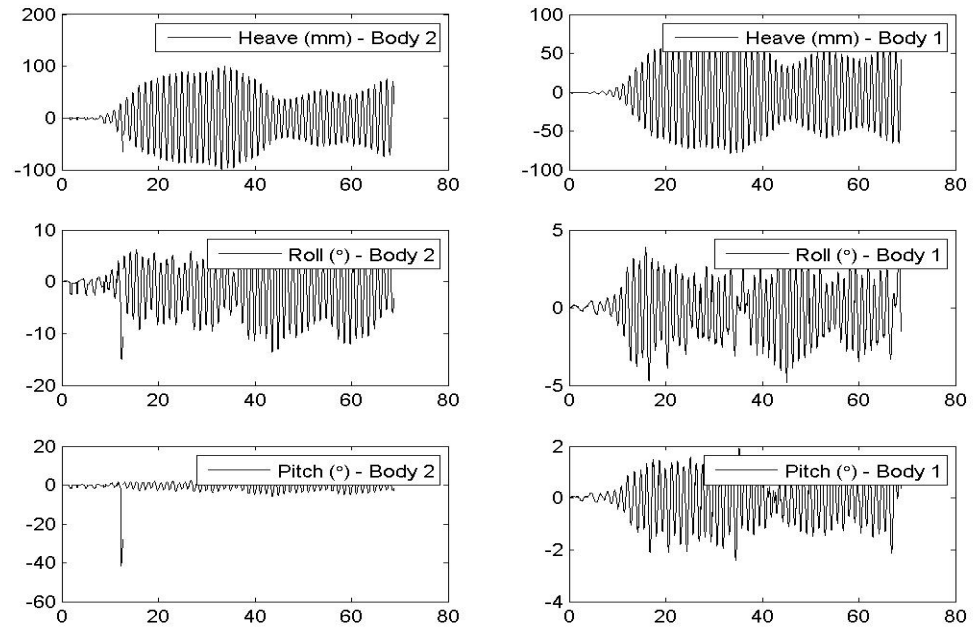 200
100
0
-100
0 20 40 60 80
Heave (mm) - Body 2
100
50
0
-50
-100
0 20 40 60 80
Heave (mm) - Body 1
10
0
-10
-20
0 20 40 60 80
Roll (°) - Body 2
5
0
-5
0 20 40 60 80
Roll (°) - Body 1
20
0
-20
-40
-60
0 20 40 60 80
Pitch (°) - Body 2
2
0
-2
-4
0 20 40 60 80
Pitch (°) - Body 1